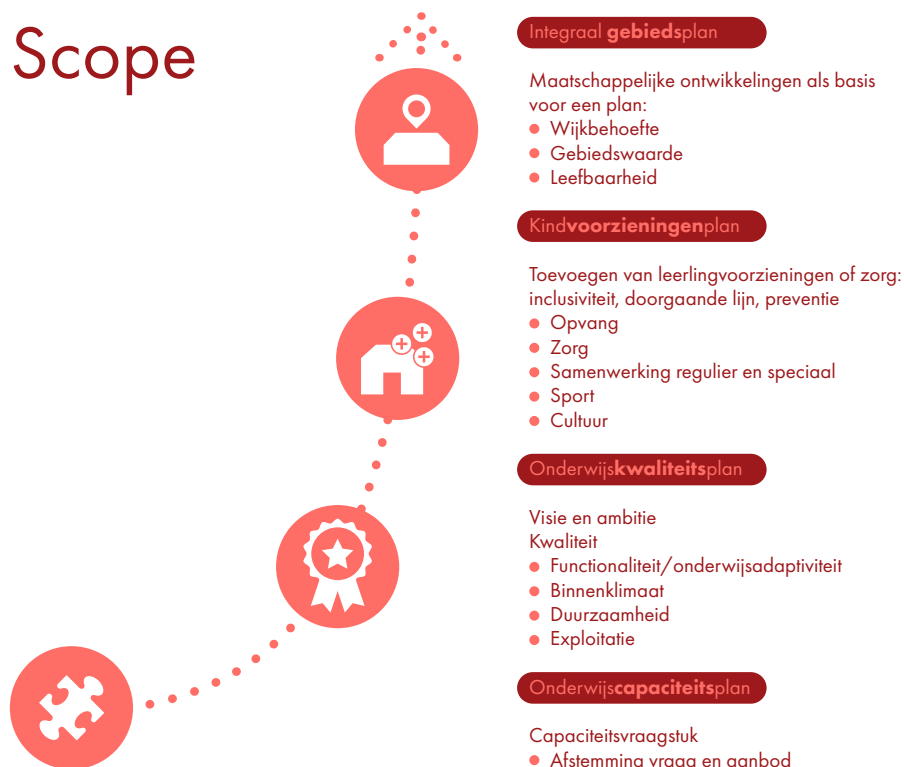 Scope
Integraal gebiedsplan
Maatschappelijke ontwikkelingen als basis
voor een plan:
Wijkbehoefte
Gebiedswaarde
Leefbaarheid
Kindvoorzieningenplan
Toevoegen van leerlingvoorzieningen of zorg:
inclusiviteit, doorgaande lijn, preventie
Opvang
Zorg
Samenwerking regulier en speciaal
Sport
Cultuur
Onderwijskwaliteitsplan
Visie en ambitie
Kwaliteit
Functionaliteit/onderwijsadaptiviteit
Binnenklimaat
Duurzaamheid
Exploitatie
Onderwijscapaciteitsplan
Capaciteitsvraagstuk
Afstemming vraag en aanbod